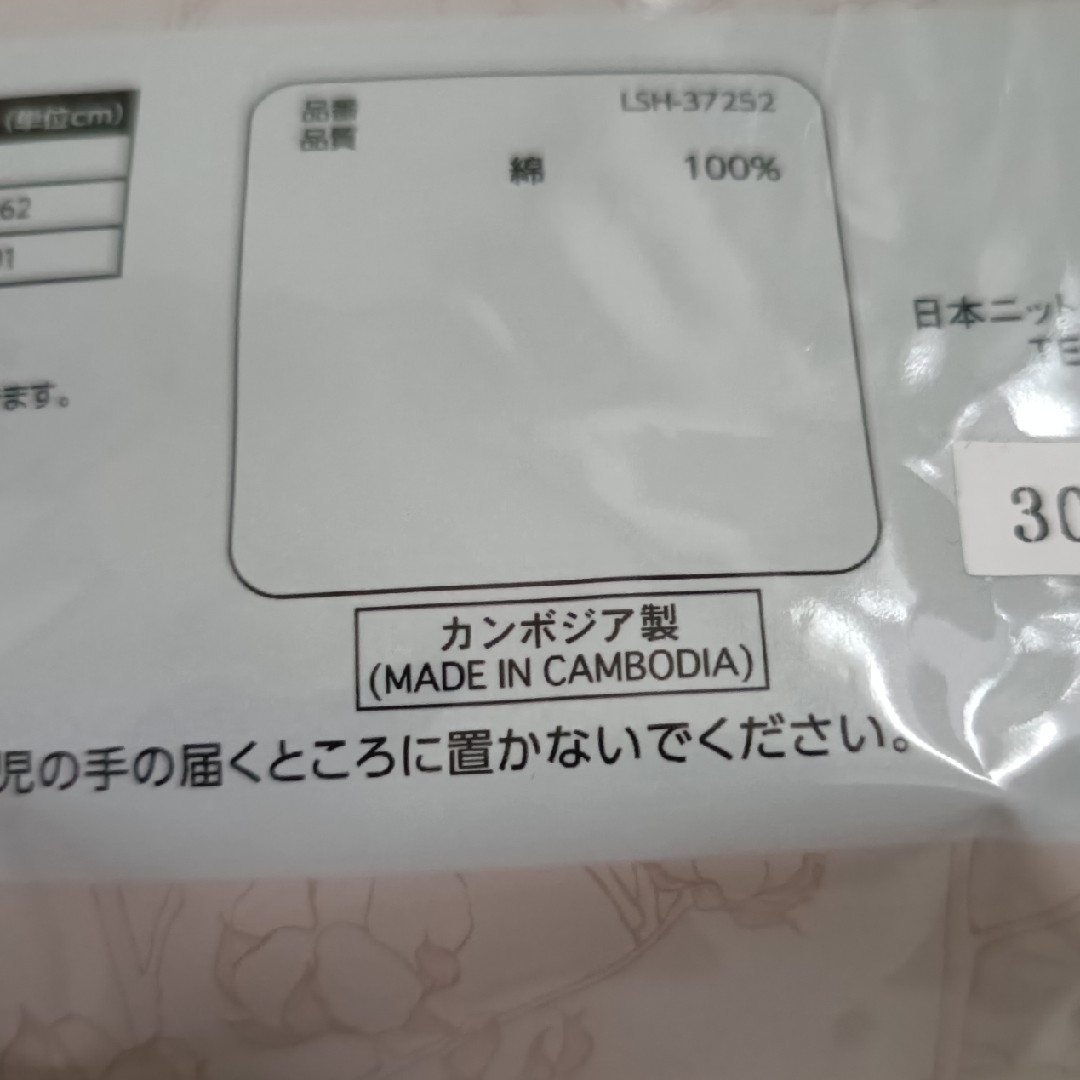 (単位cm)
62
品番 LSH-37252
品質
綿 100%
ます。
日本ニット
TE
30
カンボジア製
(MADE IN CAMBODIA)
児の手の届くところに置かないでください。